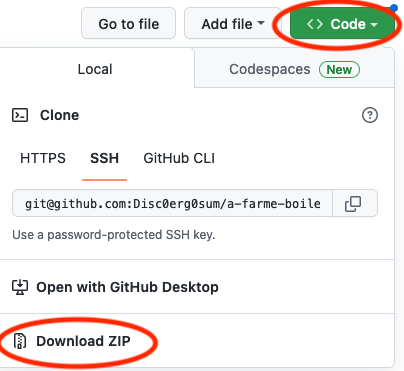 Go to file Add file <> Code
Local Codespaces New
Clone
HTTPS SSH GitHub CLI
git@github.com:Disc0erg0sum/a-farme-boile
Use a password-protected SSH key.
Open with GitHub Desktop
Download ZIP